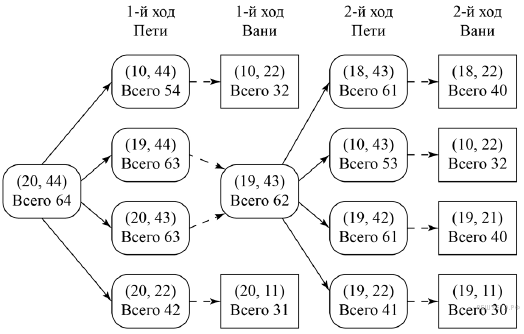 1-й ход
Пети
1-й ход
Вани
2-й ход
Пети
2-й ход
Вани
(10, 44)
Всего 54
(10, 22)
Всего 32
(18, 43)
Всего 61
(18, 22)
Всего 40
(19, 44)
Всего 63
(10, 43)
Всего 53
(10, 22)
Всего 32
(20, 44)
Всего 64
(19, 43)
Всего 62
(20, 43)
Всего 63
(19, 42)
Всего 61
(19, 21)
Всего 40
(20, 22)
Всего 42
(20, 11)
Всего 31
(19, 22)
Всего 41
(19, 11)
Всего 30